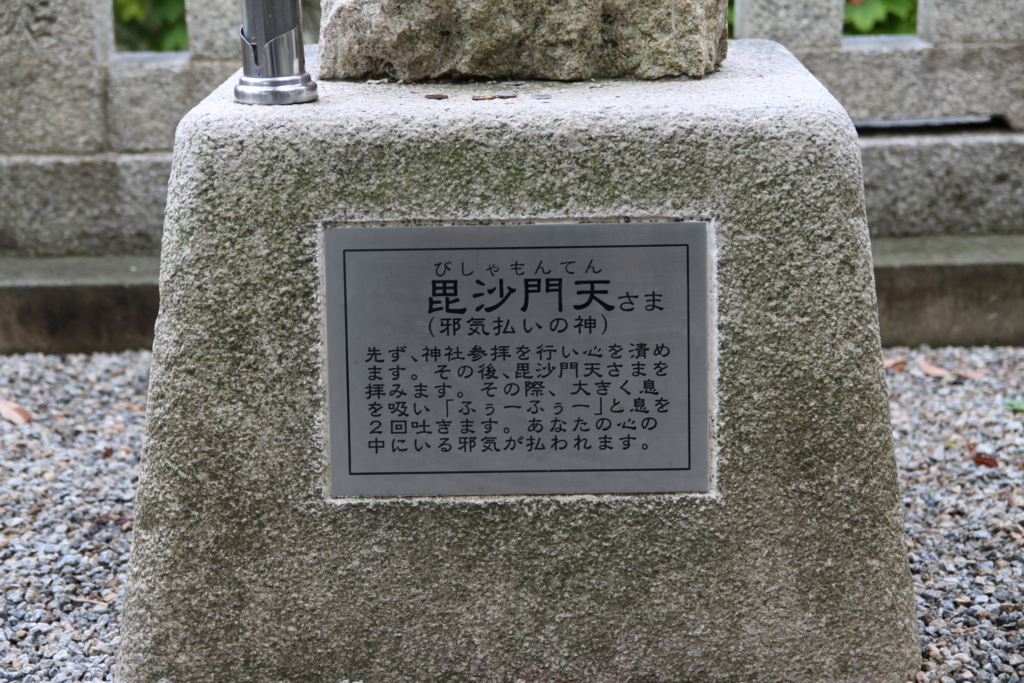 びしゃもんてん
毘沙門天さま
(邪気払いの神)
先ず、神社参拝を行い心を清め
ます。その後、毘沙門天さまを
拝みます。その際、大きく息
を吸い「ふぅーふぅー」と息を
2回吐きます。あなたの心の
中にいる邪気が払われます。